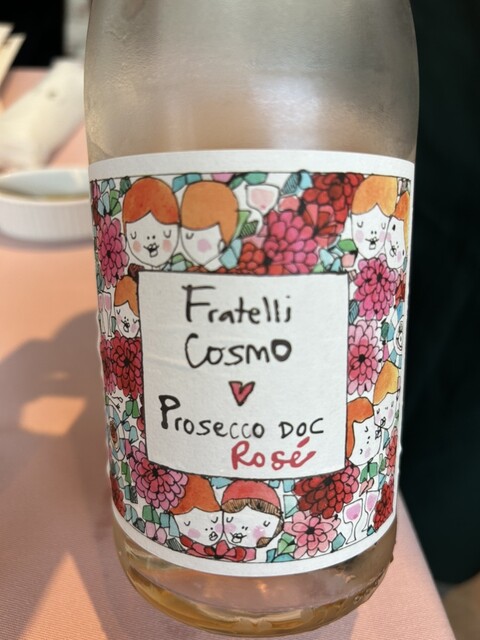 Fratelli
Cosmo
Prosecco DOC
Rosé